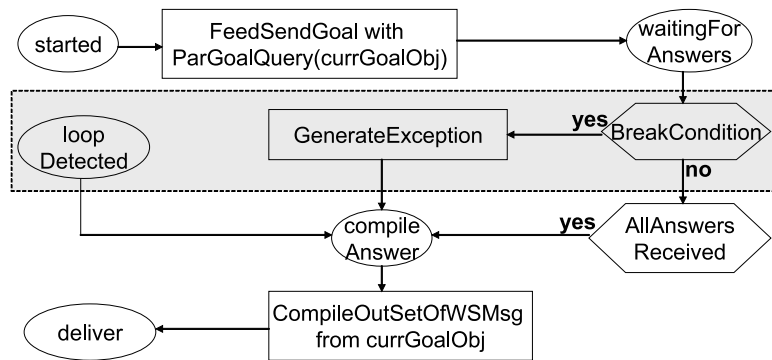 started
FeedSendGoal with
ParGoalQuery(currGoalObj)
waitingFor
Answers
loop
Detected
GenerateException
yes
BreakCondition
no
compile
Answer
yes
AllAnswers
Received
deliver
CompileOutSetOfWSMsg
from currGoalObj